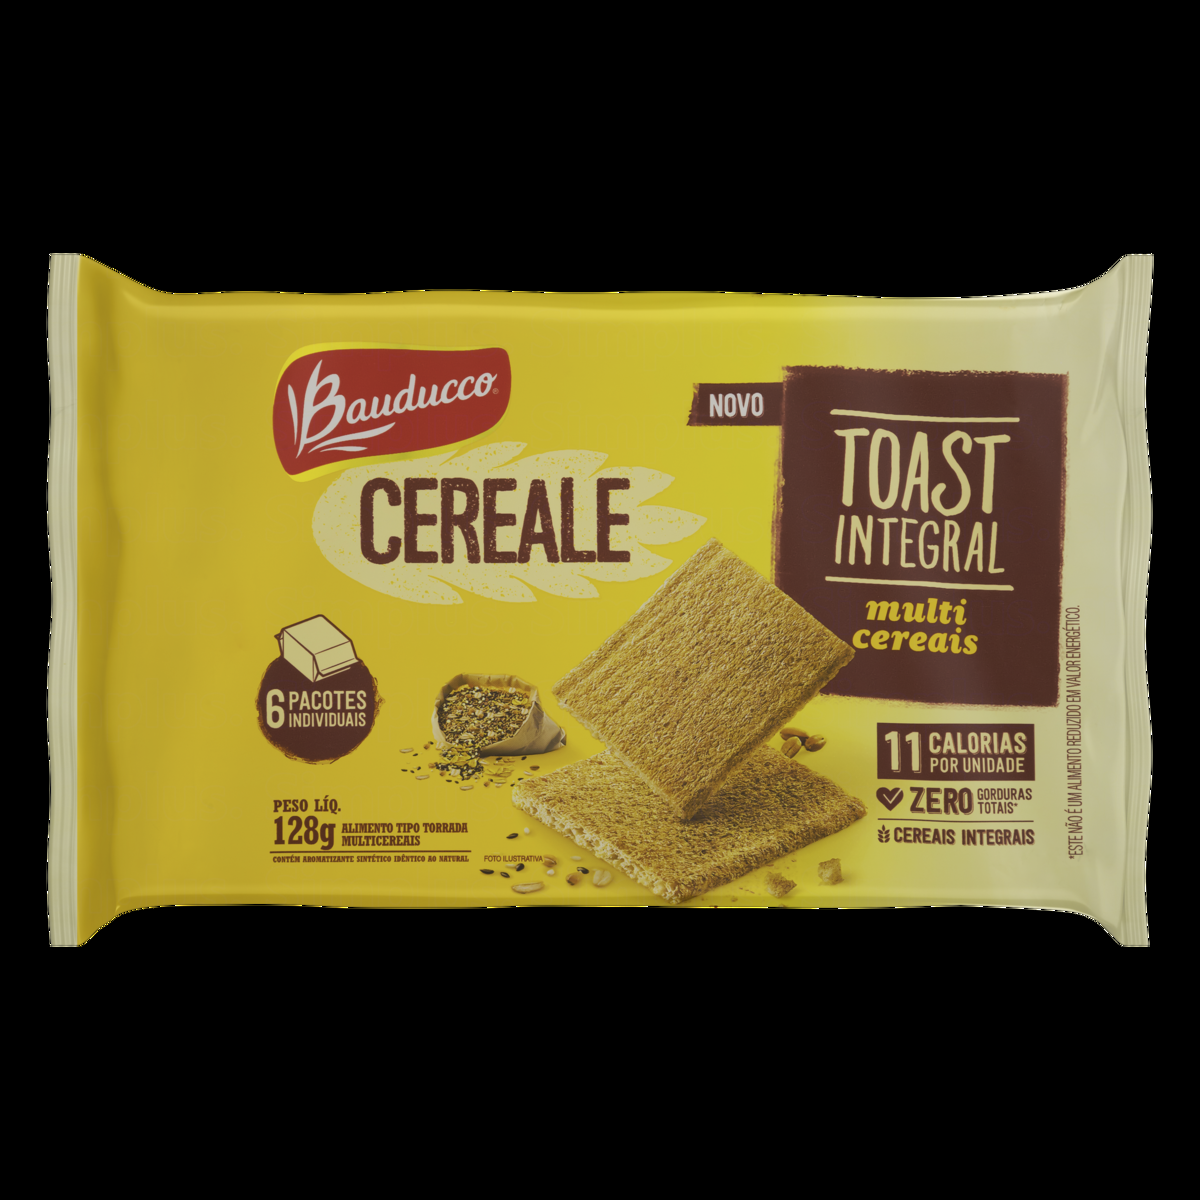 Bauducco
CEREALE
NOVO
TOAST
INTEGRAL
multi
cereais
6 PACOTES
INDIVIDUAIS
11 CALORIAS
POR UNIDADE
ZERO GORDURAS
TOTAIS*
CEREAIS INTEGRAIS
PESO LÍQ.
128g ALIMENTO TIPO TORRADA
MULTICEREAIS
CONTÉM AROMATIZANTE SINTÉTICO IDÊNTICO AO NATURAL
FOTO ILUSTRATIVA
*ESTE NÃO É UM ALIMENTO REDUZIDO EM VALOR ENERGÉTICO.